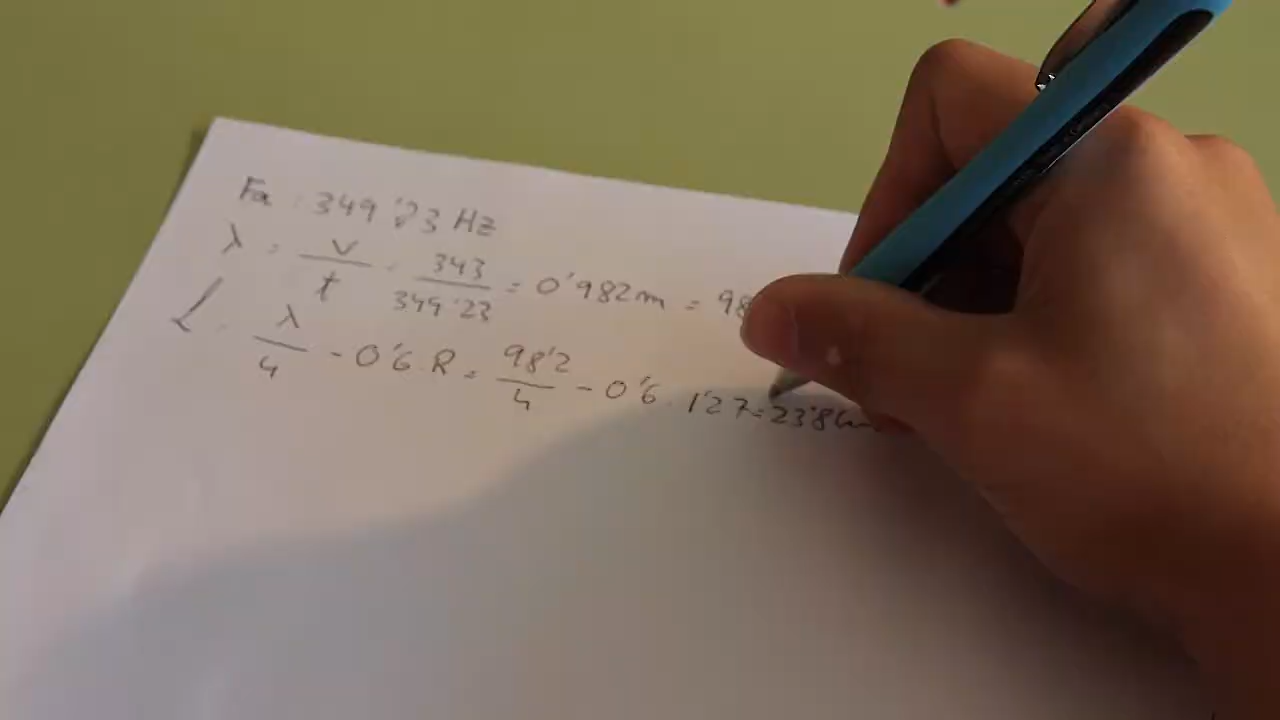 Fa : 349'23 Hz
λ = v/t = 343/349'23 = 0'982m = 98
L = λ/4 - 0'6.R = 98'2/4 - 0'6 . 1'27 = 23'8cm